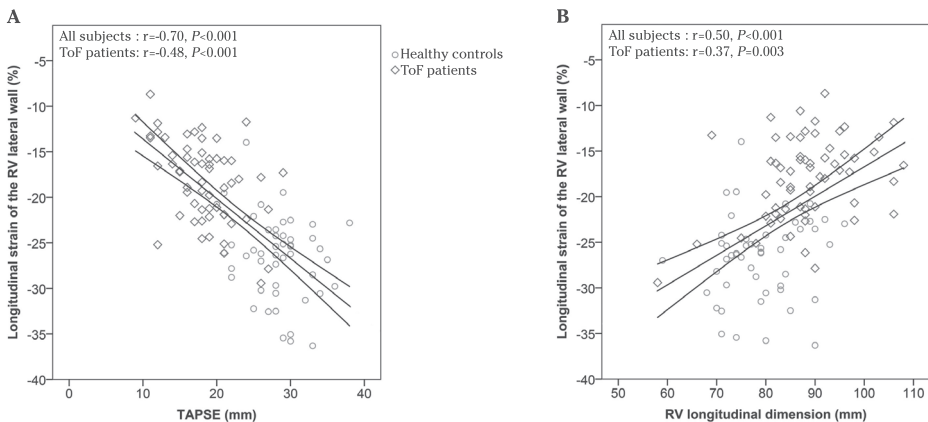 A
All subjects : r=-0.70, P<0.001
ToF patients: r=-0.48, P<0.001
Longitudinal strain of the RV lateral wall (%)
-5
-10
-15
-20
-25
-30
-35
-40
0
10
20
30
40
TAPSE (mm)
Healthy controls
ToF patients
B
All subjects : r=0.50, P<0.001
ToF patients: r=0.37, P=0.003
Longitudinal strain of the RV lateral wall (%)
-5
-10
-15
-20
-25
-30
-35
-40
50
60
70
80
90
100
110
RV longitudinal dimension (mm)